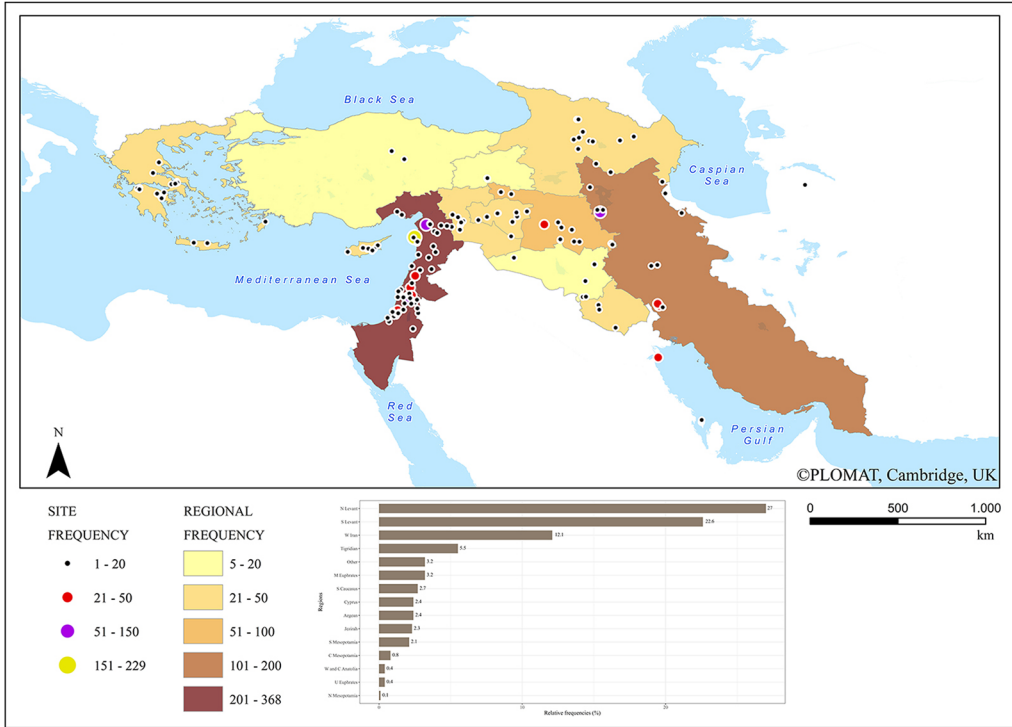 Black Sea
Caspian
Sea
Mediterranean Sea
Red
Sea
Persian
Gulf
N
©PLOMAT, Cambridge, UK
SITE
FREQUENCY
1 - 20
21 - 50
51 - 150
151 - 229
REGIONAL
FREQUENCY
5 - 20
21 - 50
51 - 100
101 - 200
201 - 368
Regions
N Levant 27
S Levant 22.6
W Iran 12.1
Tigridian 5.5
Other 3.2
M Euphrates 3.2
S Caucasus 2.7
Cyprus 2.4
Aegean 2.4
Jazirah 2.3
S Mesopotamia 2.1
C Mesopotamia 0.8
W and C Anatolia 0.4
U Euphrates 0.4
N Mesopotamia 0.1
0 10 20
Relative frequencies (%)
0 500 1.000
km